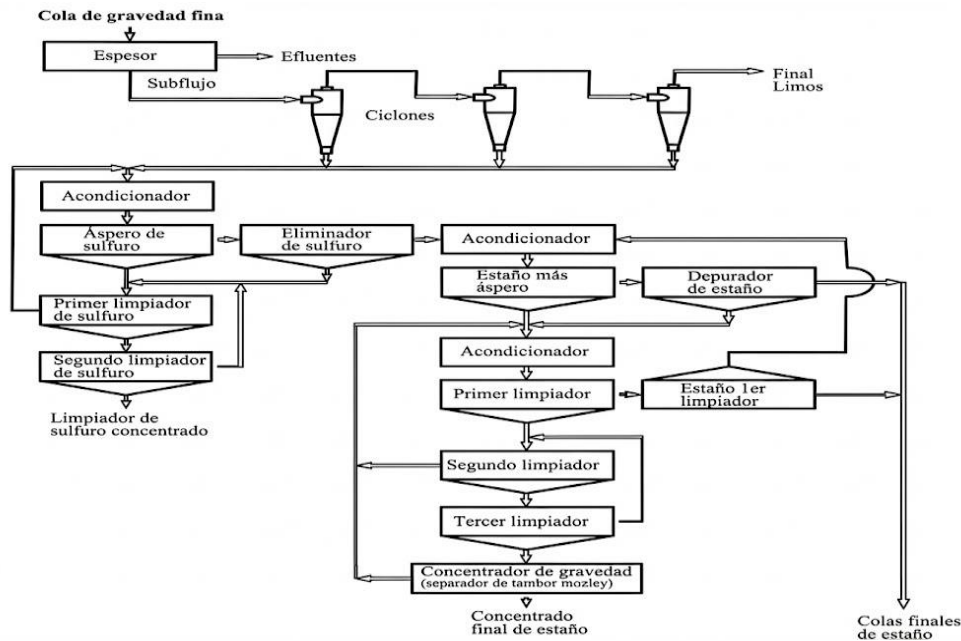 Cola de gravedad fina
Espesor
Efluentes
Subflujo
Ciclones
Final
Limos
Acondicionador
Áspero de
sulfuro
Eliminador
de sulfuro
Acondicionador
Primer limpiador
de sulfuro
Estaño más
áspero
Depurador
de estaño
Segundo limpiador
de sulfuro
Acondicionador
Limpiador de
sulfuro concentrado
Primer limpiador
Estaño 1er
limpiador
Segundo limpiador
Tercer limpiador
Concentrador de gravedad
(separador de tambor mozley)
Concentrado
final de estaño
Colas finales
de estaño